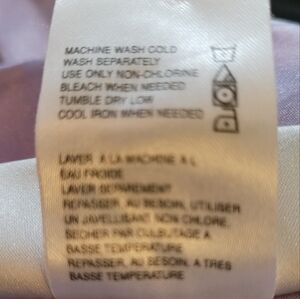 MACHINE WASH COLD
WASH SEPARATELY
USE ONLY NON-CHLORINE
BLEACH WHEN NEEDED
TUMBLE DRY LOW
COOL IRON WHEN NEEDED
LAVER A LA MACHINE A L
EAU FROIDE
LAVER SEPAREMENT
REPASSER, AU BESOIN, UTILISER
UN JAVELLISANT NON CHLORE,
SECHER PAR CULBUTAGE A
BASSE TEMPERATURE
REPASSER, AU BESOIN, A TRES
BASSE TEMPERATURE